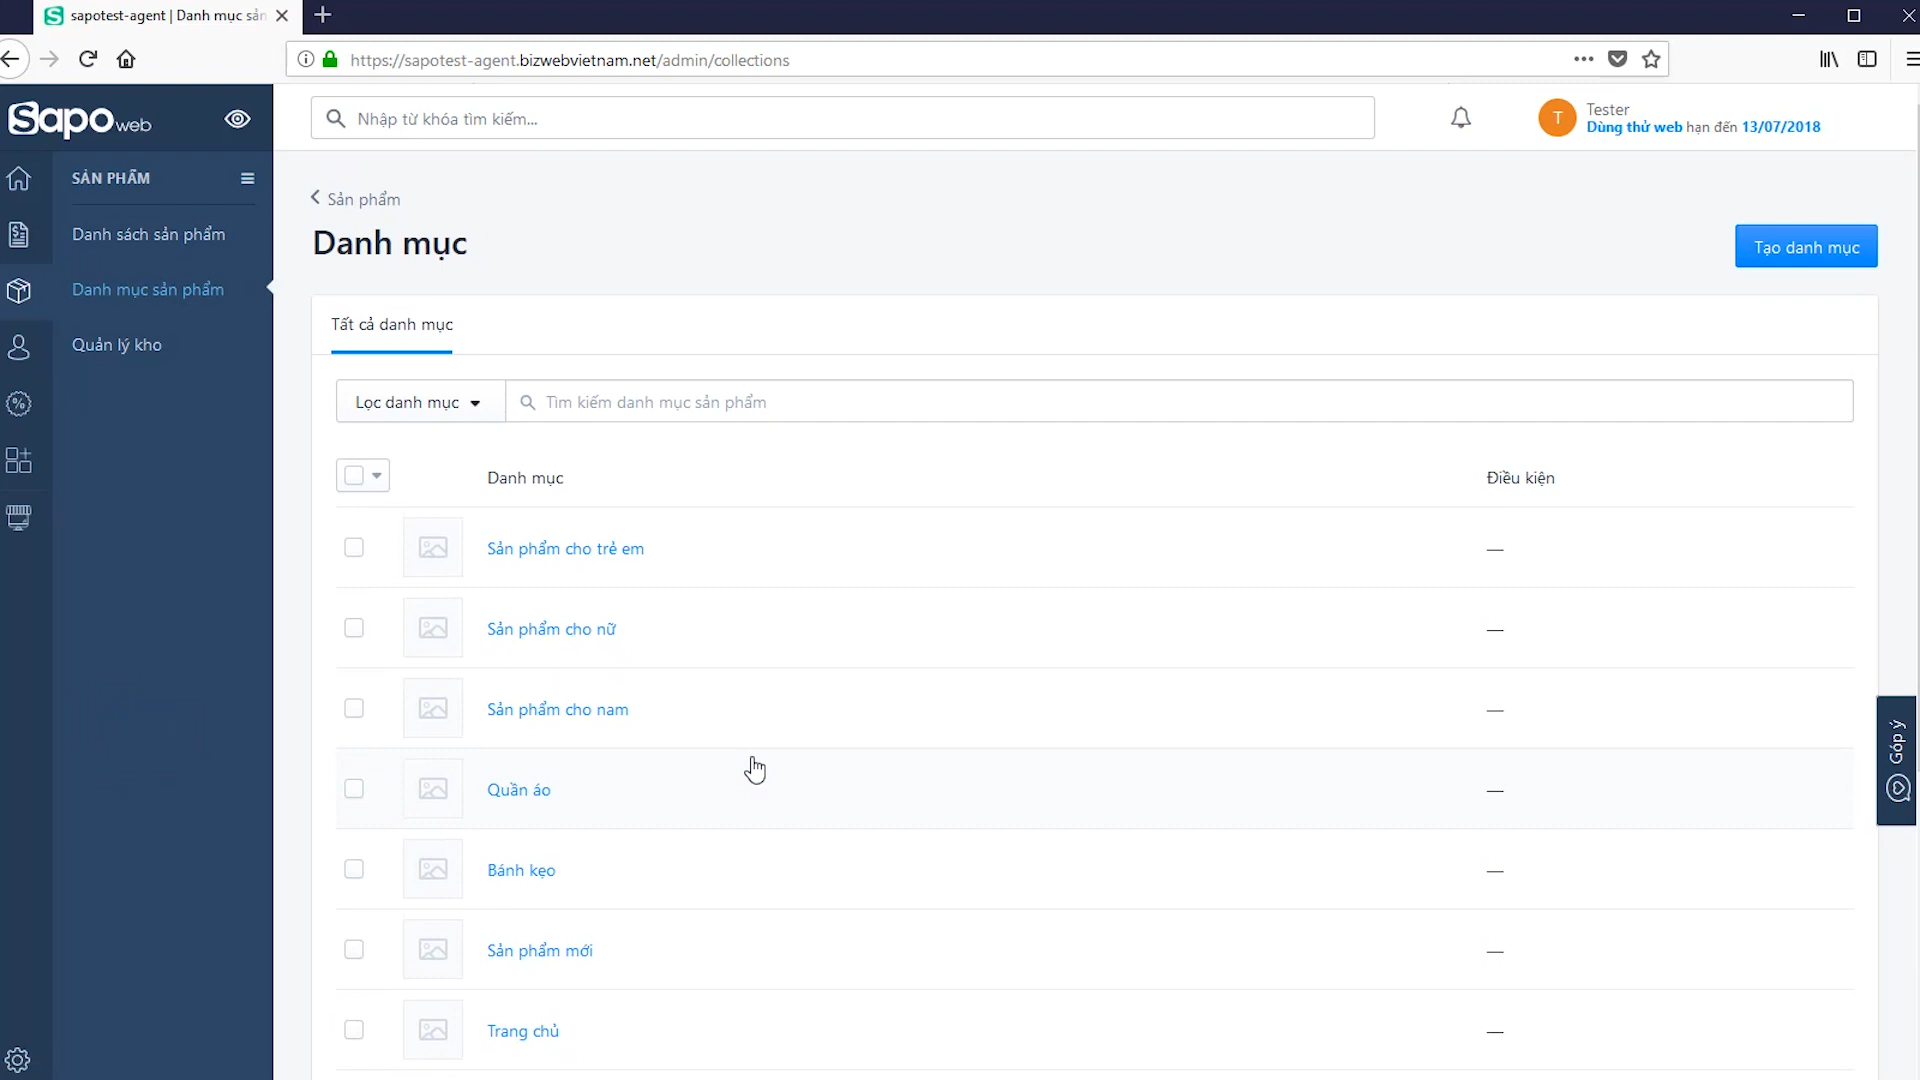 sapotest-agent | Danh mục sản
https://sapotest-agent.bizwebvietnam.net/admin/collections
Sapo web
Nhập từ khóa tìm kiếm...
T
Tester
Dùng thử web hạn đến 13/07/2018
SẢN PHẨM
Danh sách sản phẩm
Danh mục sản phẩm
Quản lý kho
Sản phẩm
Danh mục
Tạo danh mục
Tất cả danh mục
Lọc danh mục
Tìm kiếm danh mục sản phẩm
Danh mục
Điều kiện
Sản phẩm cho trẻ em
—
Sản phẩm cho nữ
—
Sản phẩm cho nam
—
Quần áo
—
Bánh kẹo
—
Sản phẩm mới
—
Trang chủ
—
Góp ý